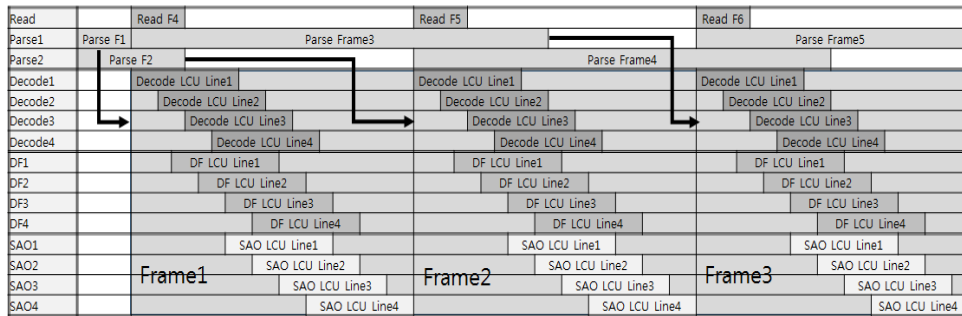 Read Read F4 Read F5 Read F6
Parse1 Parse F1 Parse Frame3 Parse Frame5
Parse2 Parse F2 Parse Frame4
Decode1 Decode LCU Line1 Decode LCU Line1 Decode LCU Line1
Decode2 Decode LCU Line2 Decode LCU Line2 Decode LCU Line2
Decode3 Decode LCU Line3 Decode LCU Line3 Decode LCU Line3
Decode4 Decode LCU Line4 Decode LCU Line4 Decode LCU Line4
DF1 DF LCU Line1 DF LCU Line1 DF LCU Line1
DF2 DF LCU Line2 DF LCU Line2 DF LCU Line2
DF3 DF LCU Line3 DF LCU Line3 DF LCU Line3
DF4 DF LCU Line4 DF LCU Line4 DF LCU Line4
SAO1 SAO LCU Line1 SAO LCU Line1 SAO LCU Line1
SAO2 Frame1 SAO LCU Line2 Frame2 SAO LCU Line2 Frame3 SAO LCU Line2
SAO3 SAO LCU Line3 SAO LCU Line3 SAO LCU Line3
SAO4 SAO LCU Line4 SAO LCU Line4 SAO LCU Line4